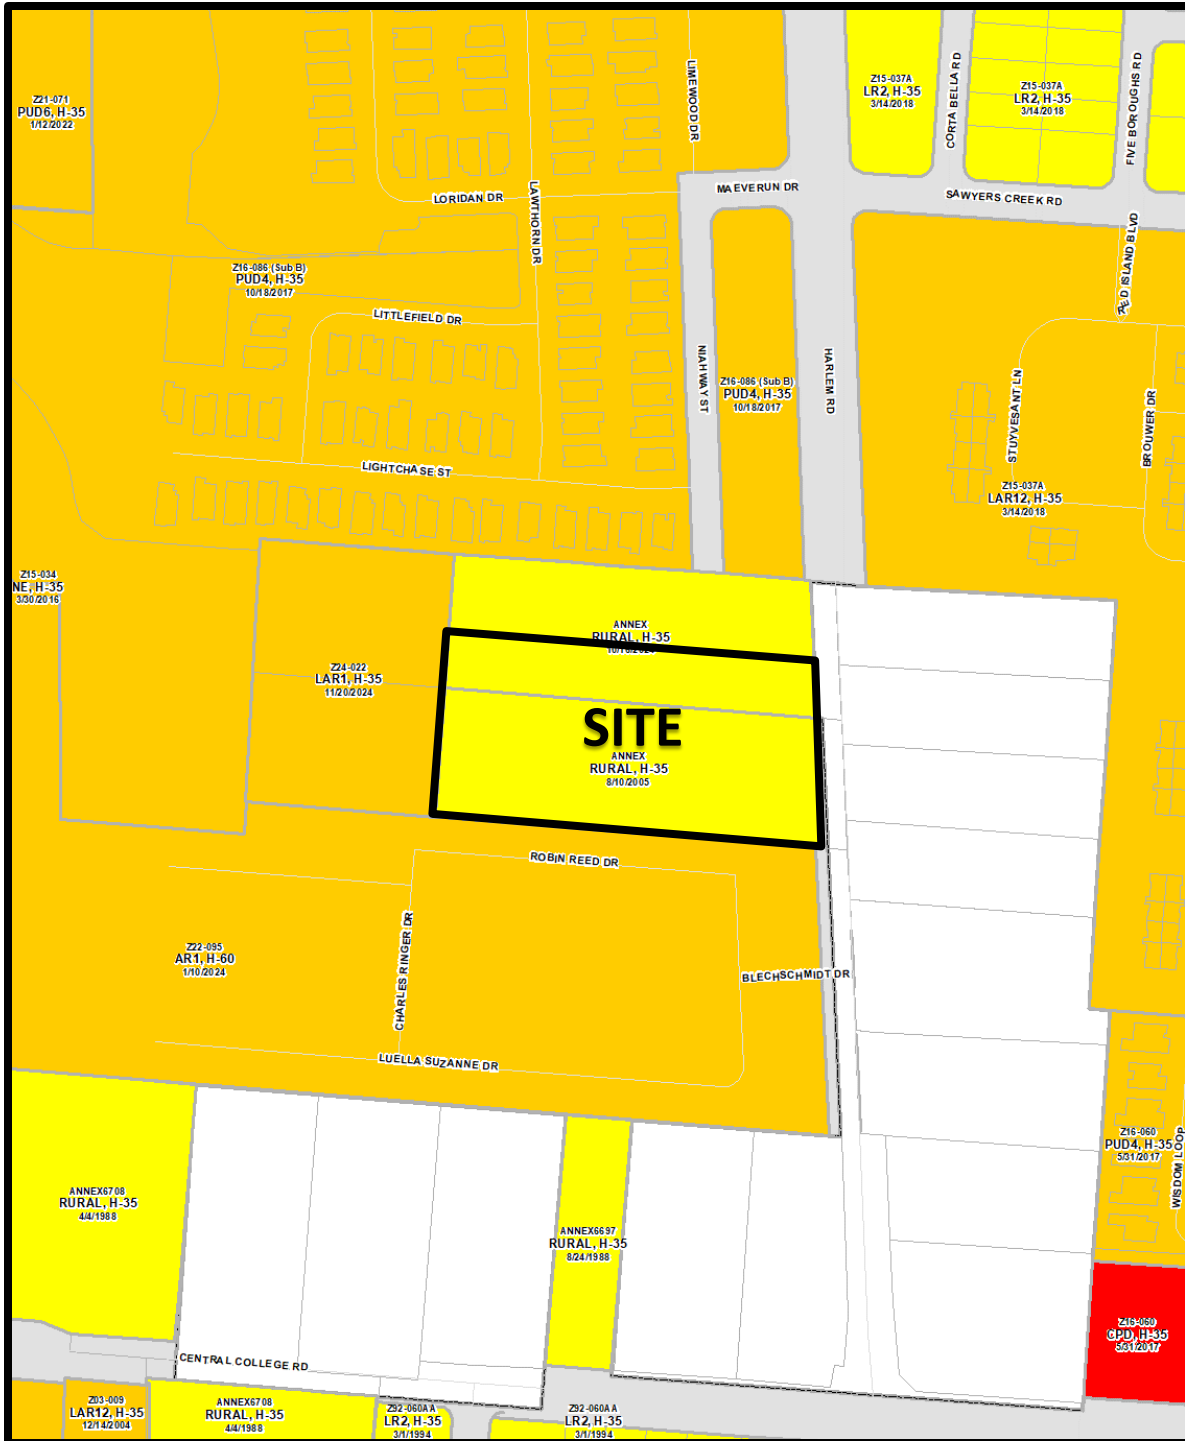 Z21-071
PUD6, H-35
1/12/2022
LIMEWOOD DR
Z15-037A
LR2, H-35
3/14/2018
CORTA BELLA RD
Z15-037A
LR2, H-35
3/14/2018
FIVE BOROUGHS RD
LORIDAN DR
LAWTHORN DR
MAEVERUN DR
SAWYERS CREEK RD
RED ISLAND BLVD
Z16-086 (Sub B)
PUD4, H-35
10/18/2017
LITTLEFIELD DR
NIAHWAY ST
Z16-086 (Sub B)
PUD4, H-35
10/18/2017
HARLEM RD
STUYVESANT LN
BROUWER DR
LIGHTCHASE ST
Z15-037A
LAR12, H-35
3/14/2018
Z15-034
NE, H-35
3/30/2016
ANNEX
RURAL, H-35
Z24-022
LAR1, H-35
11/20/2024
SITE
ANNEX
RURAL, H-35
8/10/2005
ROBIN REED DR
Z22-095
AR1, H-60
1/10/2024
CHARLES RINGER DR
BLECHSCHMIDT DR
LUELLA SUZANNE DR
Z16-060
PUD4, H-35
5/31/2017
WISDOM LOOP
ANNEX6708
RURAL, H-35
4/4/1988
ANNEX6697
RURAL, H-35
8/24/1988
Z16-060
CPD, H-35
5/31/2017
CENTRAL COLLEGE RD
Z03-009
LAR12, H-35
12/14/2004
ANNEX6708
RURAL, H-35
4/4/1988
Z92-060AA
LR2, H-35
3/1/1994
Z92-060AA
LR2, H-35
3/1/1994